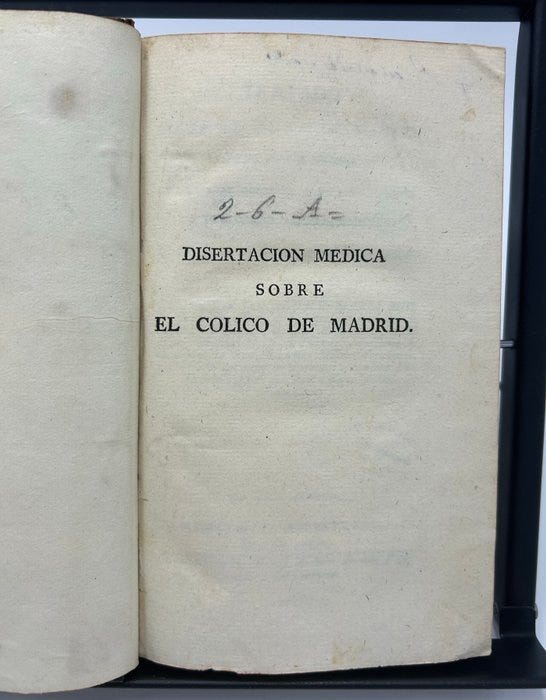 2-6-A=
DISERTACION MEDICA
SOBRE
EL COLICO DE MADRID.